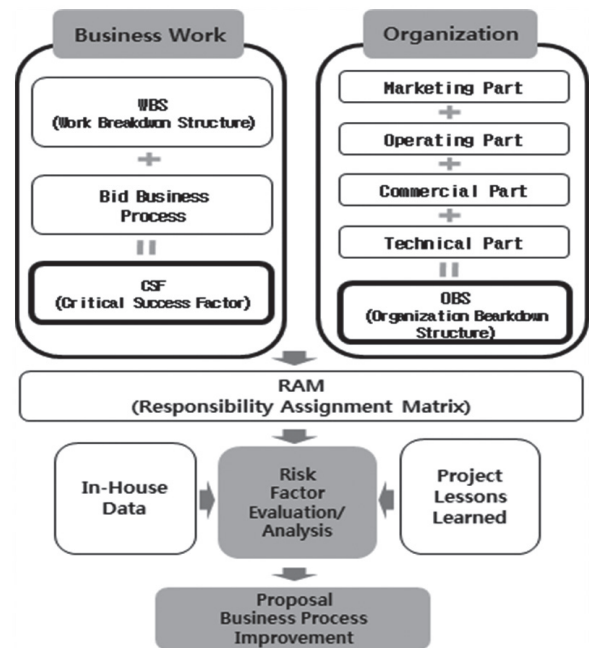 Business Work
WBS
(Work Breakdwon Structure)
+
Bid Business
Process
=
CSF
(Critical Success Factor)
Organization
Marketing Part
+
Operating Part
+
Commercial Part
+
Technical Part
=
OBS
(Organization Bearkdown
Structure)
RAM
(Responsibility Assignment Matrix)
In-House
Data
Risk
Factor
Evaluation/
Analysis
Project
Lessons
Learned
Proposal
Business Process
Improvement